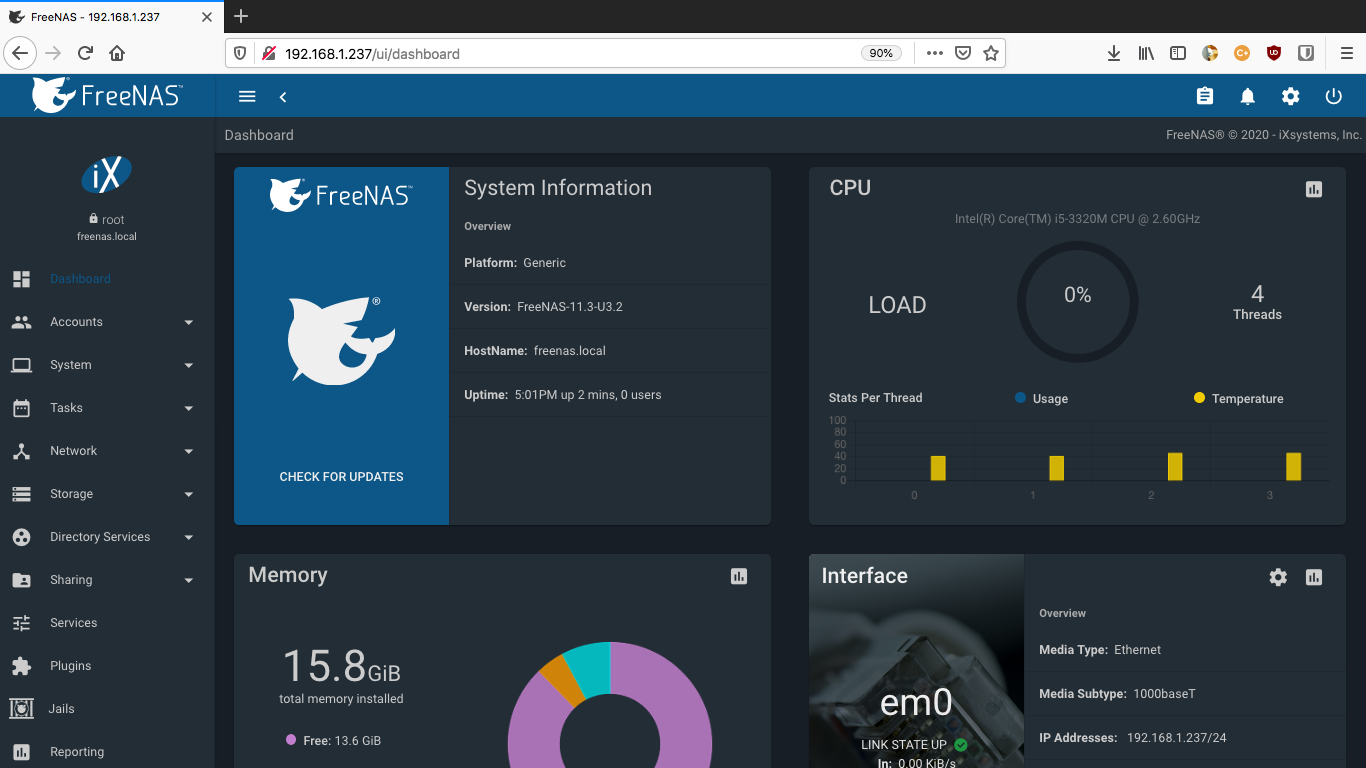 FreeNAS - 192.168.1.237
192.168.1.237/ui/dashboard
90%
FreeNAS™
Dashboard
FreeNAS® © 2020 - iXsystems, Inc.
iX
root
freenas.local
Dashboard
Accounts
System
Tasks
Network
Storage
Directory Services
Sharing
Services
Plugins
Jails
Reporting
FreeNAS™
®
CHECK FOR UPDATES
System Information
Overview
Platform: Generic
Version: FreeNAS-11.3-U3.2
HostName: freenas.local
Uptime: 5:01PM up 2 mins, 0 users
CPU
Intel(R) Core(TM) i5-3320M CPU @ 2.60GHz
LOAD
0%
4
Threads
Stats Per Thread
Usage
Temperature
100
80
60
40
20
0
0 1 2 3
Memory
15.8GiB
total memory installed
Free: 13.6 GiB
Interface
em0
LINK STATE UP
In: 0.00 KiB/s
Overview
Media Type: Ethernet
Media Subtype: 1000baseT
IP Addresses: 192.168.1.237/24